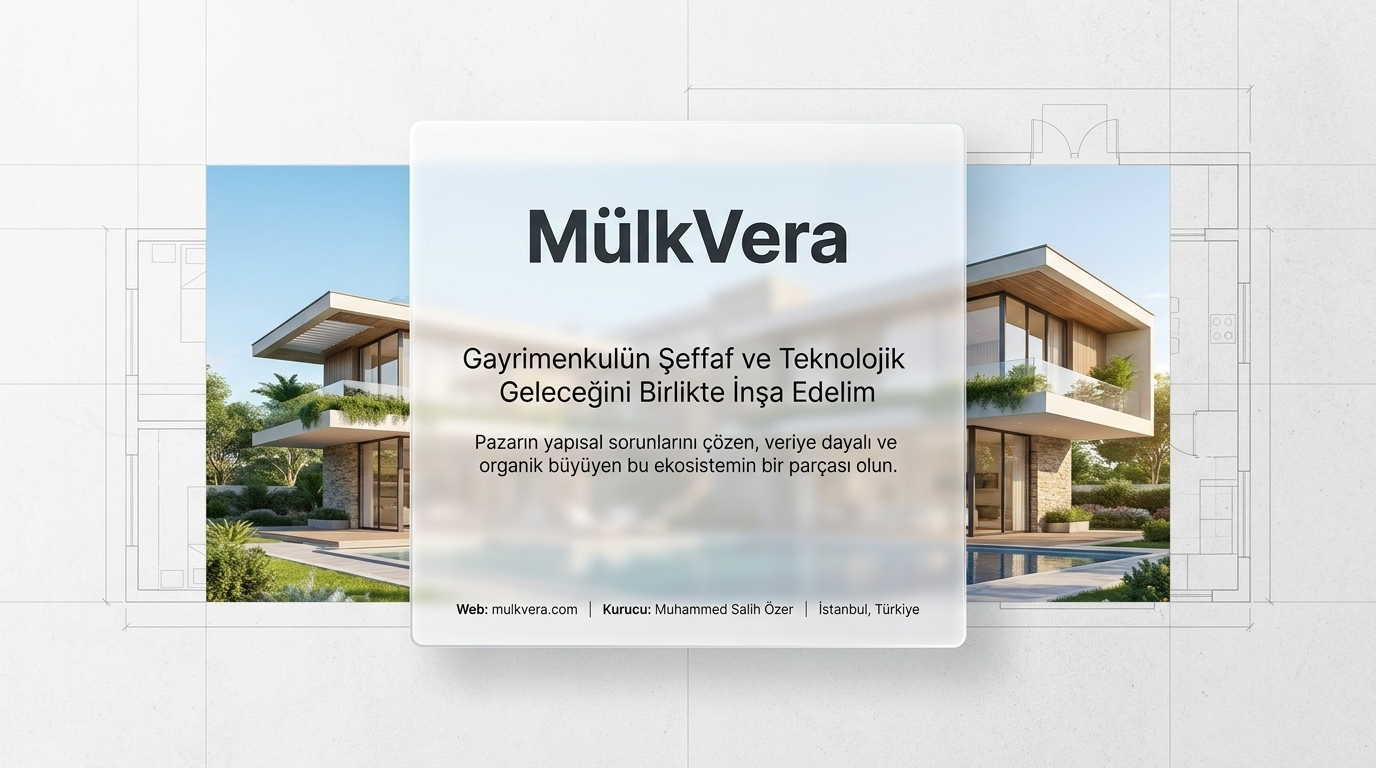 MülkVera
Gayrimenkulün Şeffaf ve Teknolojik
Geleceğini Birlikte İnşa Edelim
Pazarın yapısal sorunlarını çözen, veriye dayalı ve
organik büyüyen bu ekosistemin bir parçası olun.
Web: mulkvera.com | Kurucu: Muhammed Salih Özer | İstanbul, Türkiye